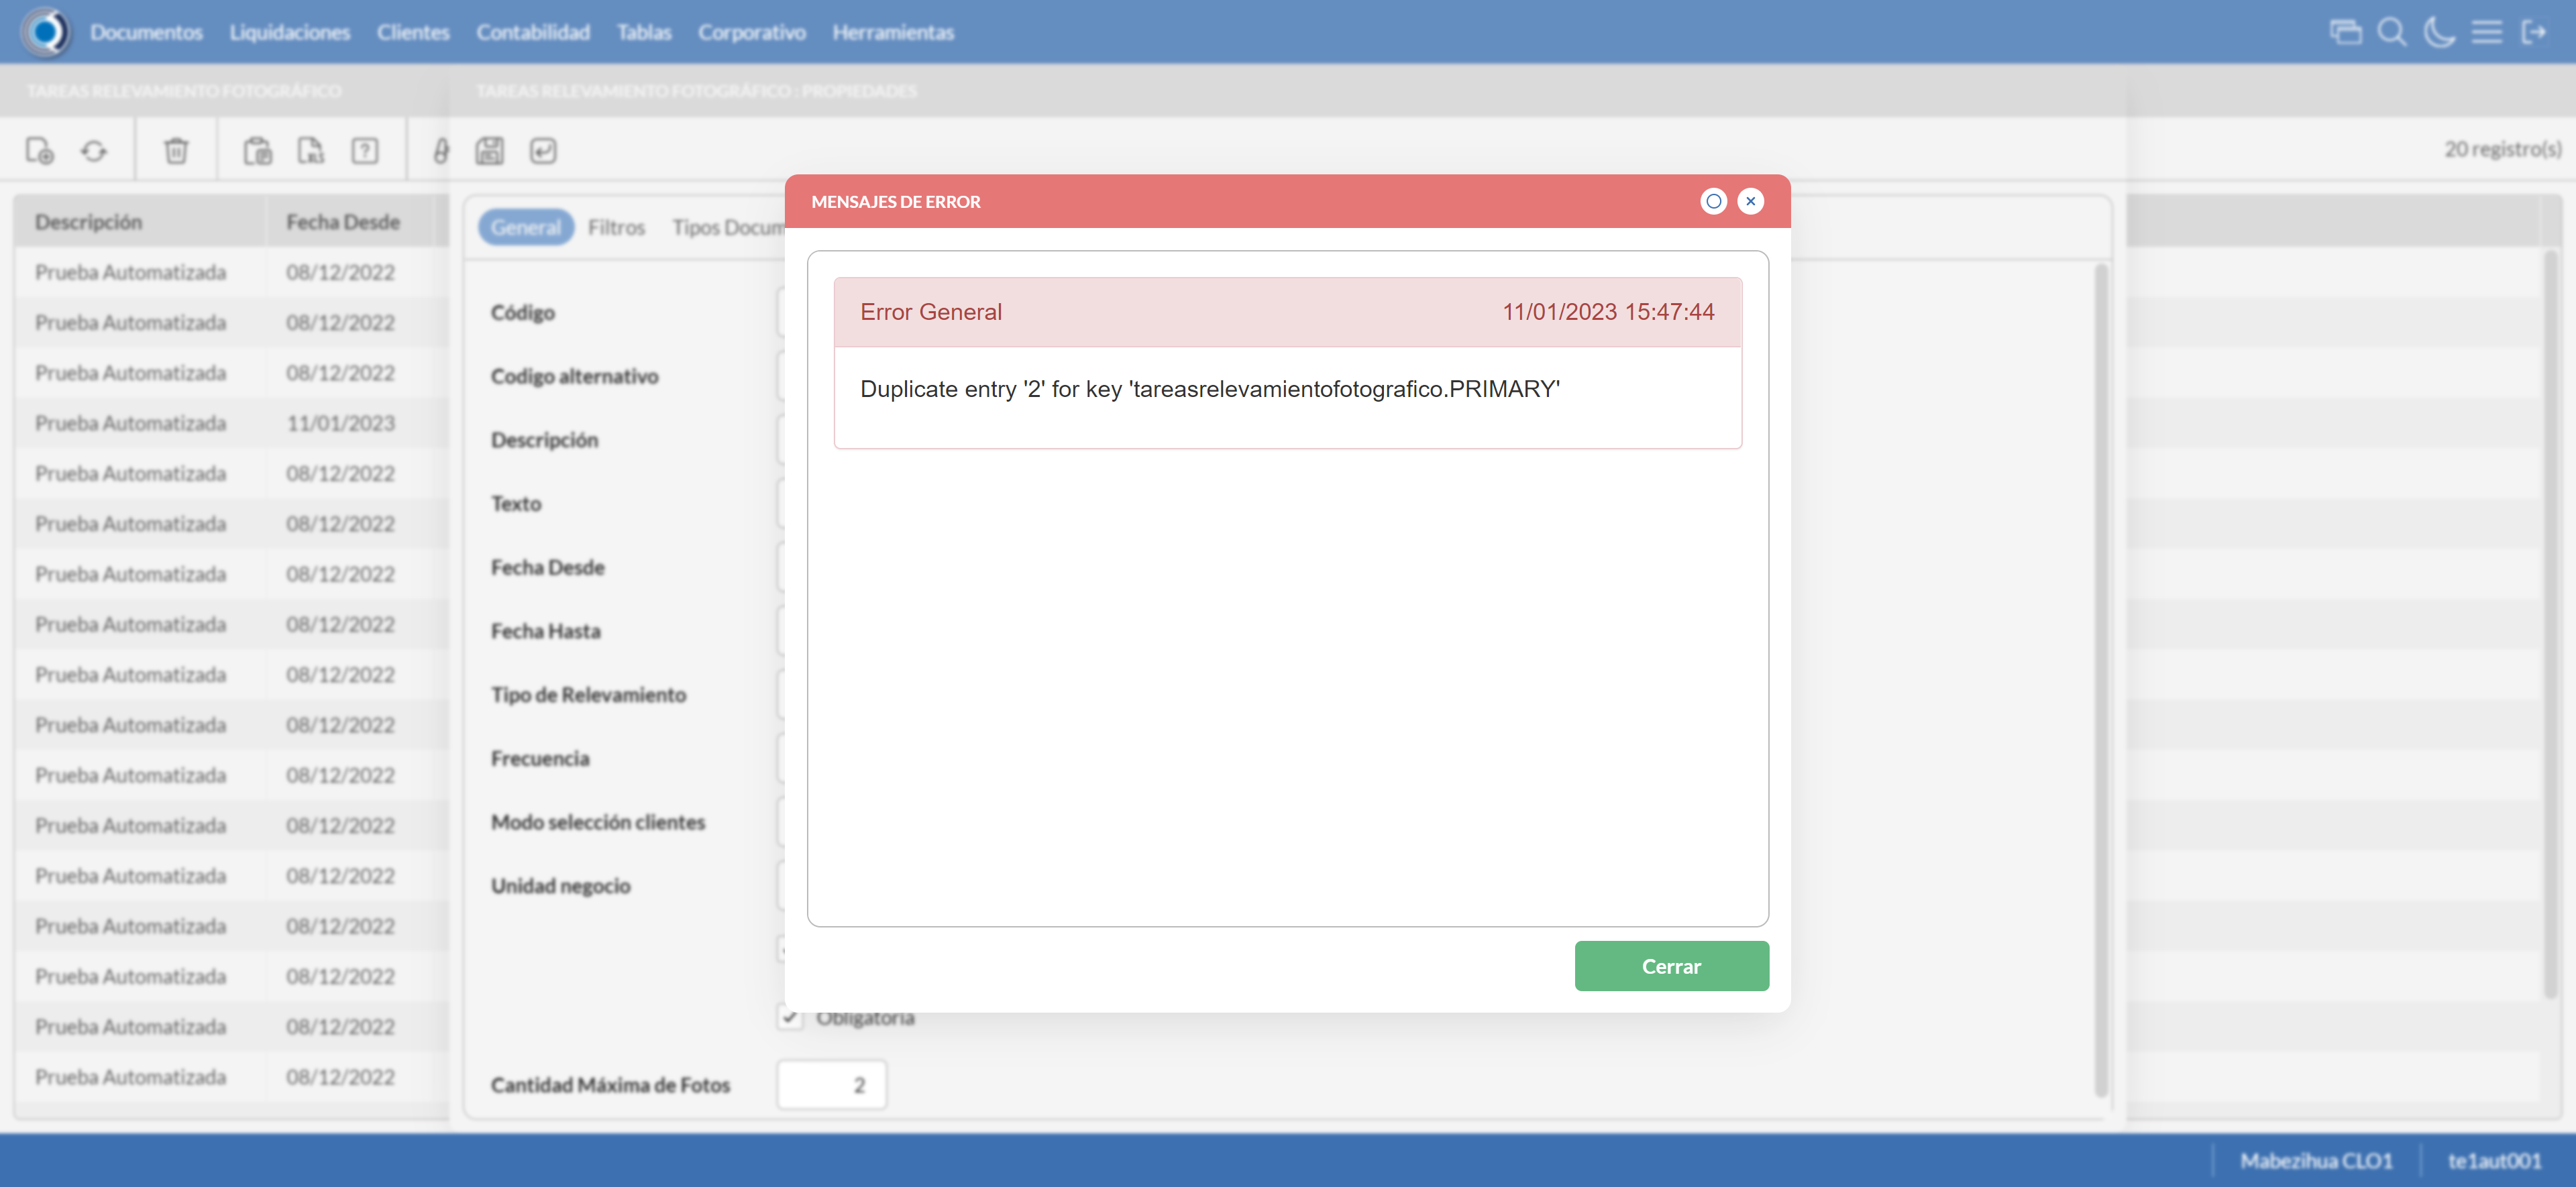 Documentos Liquidaciones Clientes Contabilidad Tablas Corporativo Herramientas
TAREAS RELEVAMIENTO FOTOGRÁFICO
TAREAS RELEVAMIENTO FOTOGRÁFICO : PROPIEDADES
20 registro(s)
Descripción Fecha Desde
Prueba Automatizada 08/12/2022
Prueba Automatizada 08/12/2022
Prueba Automatizada 08/12/2022
Prueba Automatizada 11/01/2023
Prueba Automatizada 08/12/2022
Prueba Automatizada 08/12/2022
Prueba Automatizada 08/12/2022
Prueba Automatizada 08/12/2022
Prueba Automatizada 08/12/2022
Prueba Automatizada 08/12/2022
Prueba Automatizada 08/12/2022
Prueba Automatizada 08/12/2022
Prueba Automatizada 08/12/2022
Prueba Automatizada 08/12/2022
Prueba Automatizada 08/12/2022
Prueba Automatizada 08/12/2022
Prueba Automatizada 08/12/2022
General Filtros Tipos Docum
Código
Codigo alternativo
Descripción
Texto
Fecha Desde
Fecha Hasta
Tipo de Relevamiento
Frecuencia
Modo selección clientes
Unidad negocio
Obligatoria
Cantidad Máxima de Fotos 2
MENSAJES DE ERROR
Error General 11/01/2023 15:47:44
Duplicate entry '2' for key 'tareasrelevamientofotografico.PRIMARY'
Cerrar
Mabezihua CLO1 te1aut001